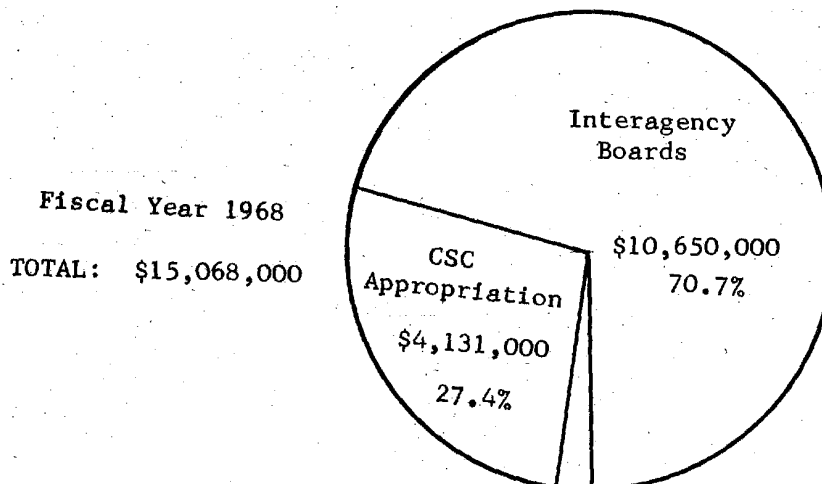 Interagency
Boards
Fiscal Year 1968
TOTAL: $15,068,000
$10,650,000
70.7%
CSC
Appropriation
$4,131,000
27.4%